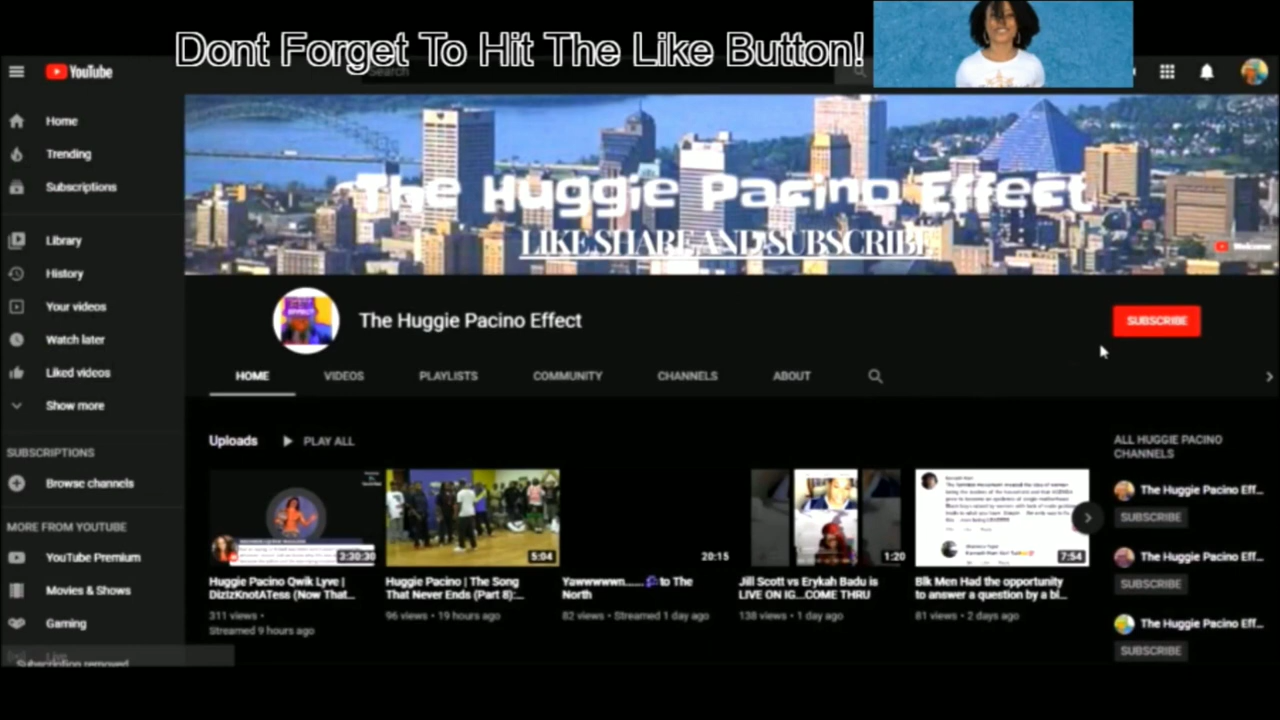 Dont Forget To Hit The Like Button!
YouTube
Search
Home
Trending
Subscriptions
Library
History
Your videos
Watch later
Liked videos
Show more
SUBSCRIPTIONS
Browse channels
MORE FROM YOUTUBE
YouTube Premium
Movies & Shows
Gaming
Live
Subscription removed
The Huggie Pacino Effect
LIKE SHARE AND SUBSCRIBE
Welcome
The Huggie Pacino Effect
SUBSCRIBE
HOME VIDEOS PLAYLISTS COMMUNITY CHANNELS ABOUT
Uploads PLAY ALL
EFFECT
3:30:30
Huggie Pacino Qwik Lyve |
DizIzKnotATess (Now That...
311 views •
Streamed 9 hours ago
5:04
Huggie Pacino | The Song
That Never Ends (Part 8):...
96 views • 19 hours ago
20:15
Yawwwwwn...... to The
North
82 views • Streamed 1 day ago
1:20
Jill Scott vs Erykah Badu is
LIVE ON IG...COME THRU
138 views • 1 day ago
7:54
Blk Men Had the opportunity
to answer a question by a bl...
81 views • 2 days ago
ALL HUGGIE PACINO
CHANNELS
The Huggie Pacino Eff...
SUBSCRIBE
The Huggie Pacino Eff...
SUBSCRIBE
The Huggie Pacino Eff...
SUBSCRIBE